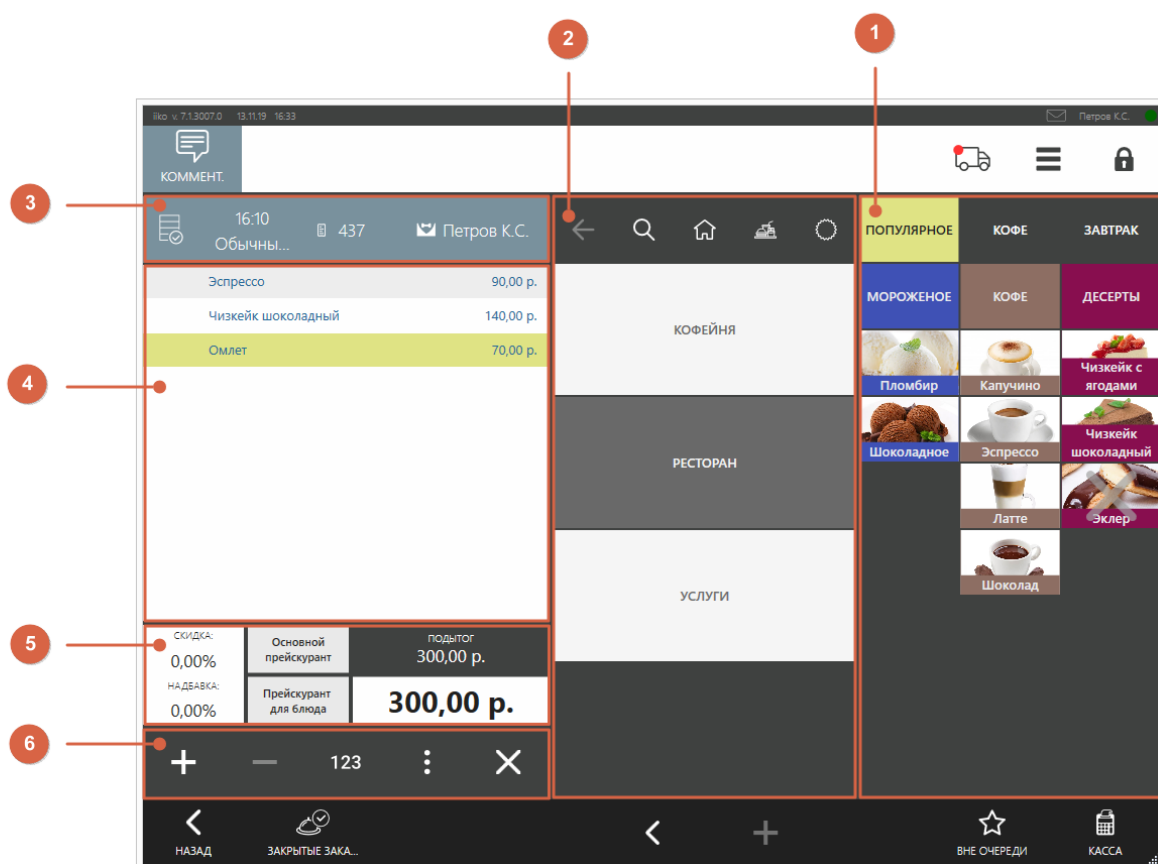 2
1
iiko v. 7.1.3007.0 13.11.19 16:33
Петров К.С.
КОММЕНТ.
3
16:10
Обычны...
437
Петров К.С.
ПОПУЛЯРНОЕ
КОФЕ
ЗАВТРАК
МОРОЖЕНОЕ
КОФЕ
ДЕСЕРТЫ
Эспрессо 90,00 р.
Чизкейк шоколадный 140,00 р.
Омлет 70,00 р.
4
КОФЕЙНЯ
РЕСТОРАН
УСЛУГИ
Пломбир
Капучино
Чизкейк с
ягодами
Шоколадное
Эспрессо
Чизкейк
шоколадный
Латте
Эклер
Шоколад
5
СКИДКА:
0,00%
НАДБАВКА:
0,00%
Основной
прейскурант
Прейскурант
для блюда
ПОДЫТОГ
300,00 р.
300,00 р.
6
123
НАЗАД
ЗАКРЫТЫЕ ЗАКА...
ВНЕ ОЧЕРЕДИ
КАССА